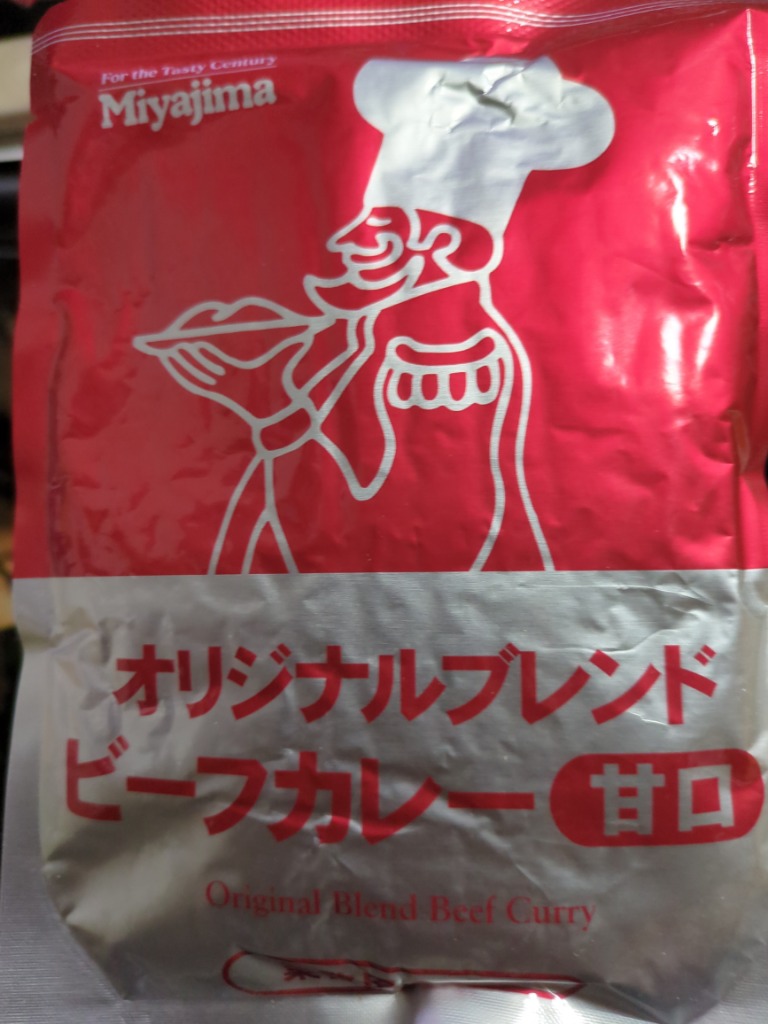 For the Tasty Century
Miyajima
オリジナルブレンド
ビーフカレー 甘口
Original Blend Beef Curry